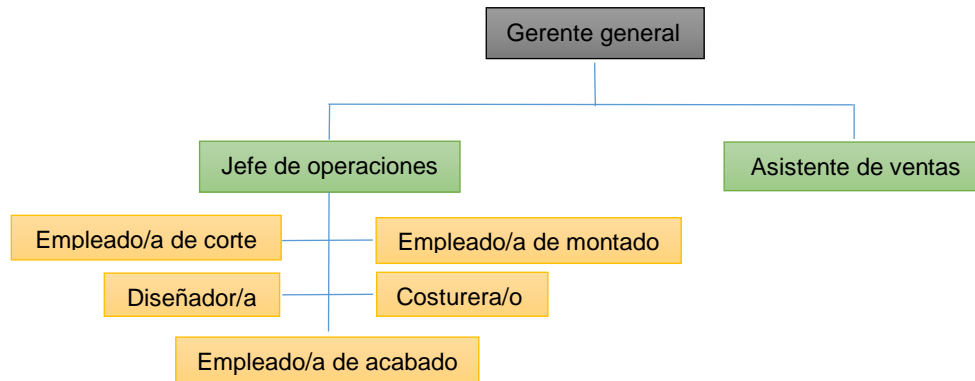 Gerente general
Jefe de operaciones
Asistente de ventas
Empleado/a de corte
Empleado/a de montado
Diseñador/a
Costurera/o
Empleado/a de acabado